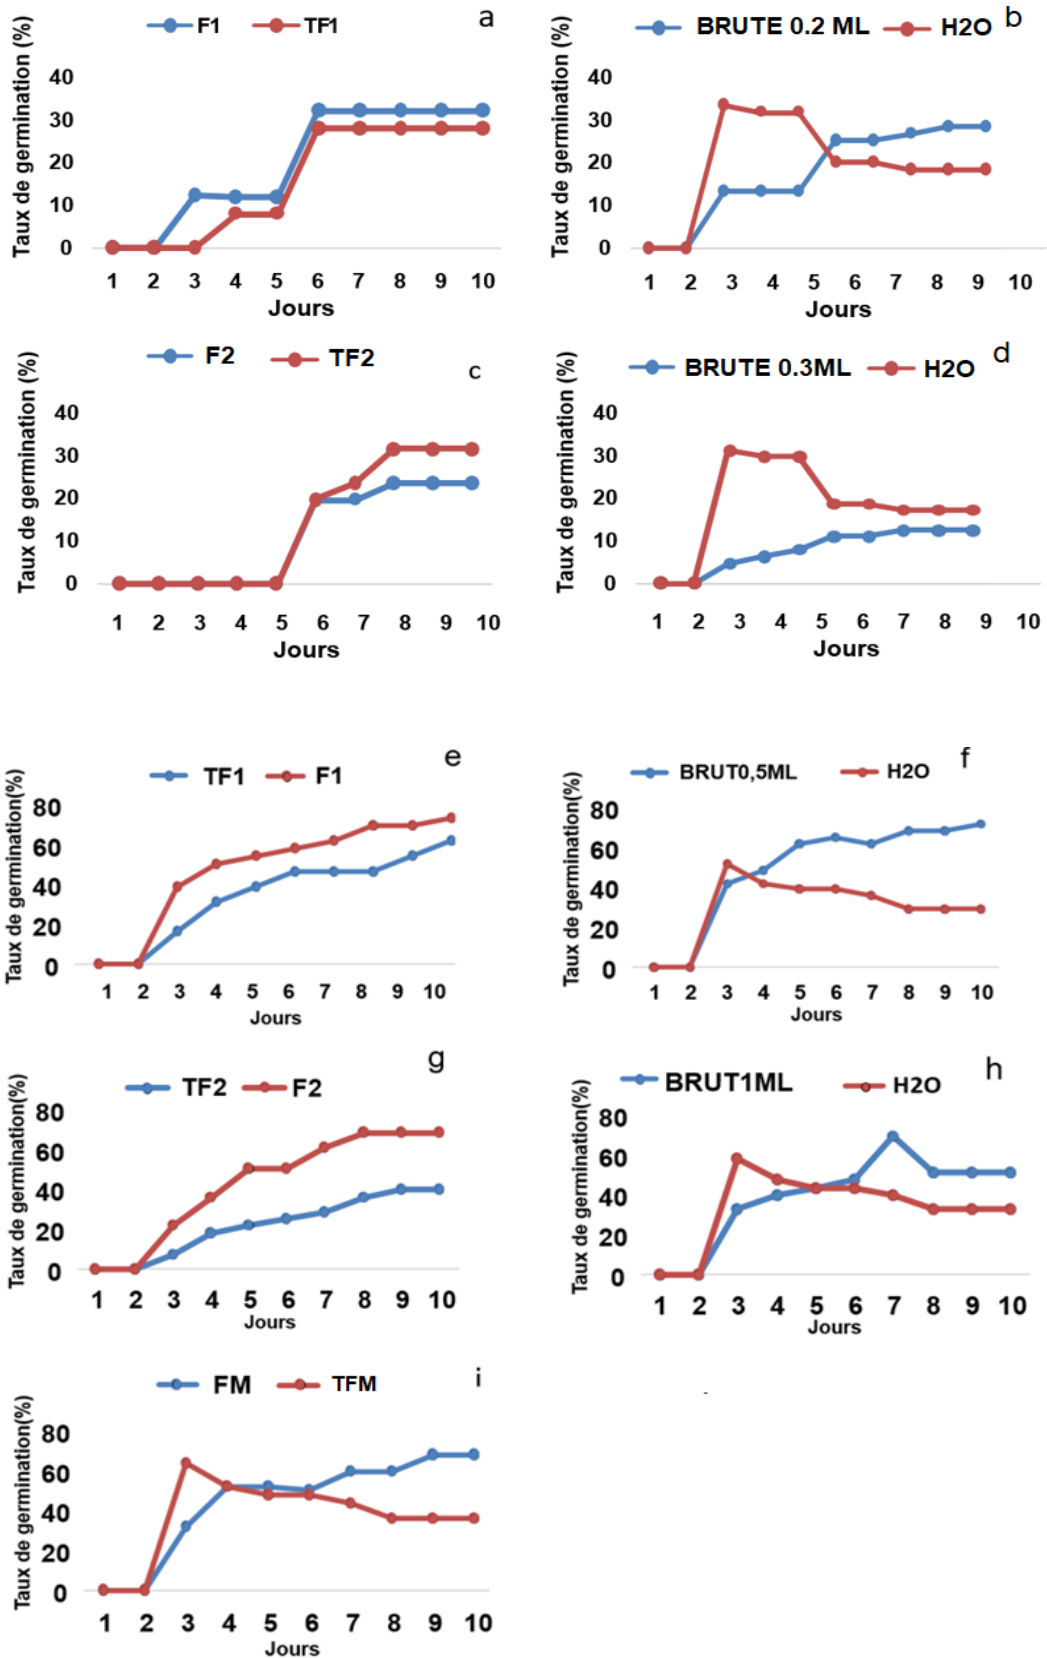 F1 TF1 a
Taux de germination (%)
40
30
20
10
0
1 2 3 4 5 6 7 8 9 10
Jours
BRUTE 0.2 ML H2O b
Taux de germination (%)
40
30
20
10
0
1 2 3 4 5 6 7 8 9 10
Jours
F2 TF2 c
Taux de germination (%)
40
30
20
10
0
1 2 3 4 5 6 7 8 9 10
Jours
BRUTE 0.3ML H2O d
Taux de germination (%)
40
30
20
10
0
1 2 3 4 5 6 7 8 9 10
Jours
TF1 F1 e
Taux de germination(%)
80
60
40
20
0
1 2 3 4 5 6 7 8 9 10
Jours
BRUT0,5ML H2O f
Taux de germination(%)
80
60
40
20
0
1 2 3 4 5 6 7 8 9 10
Jours
TF2 F2 g
Taux de germination(%)
80
60
40
20
0
1 2 3 4 5 6 7 8 9 10
Jours
BRUT1ML H2O h
Taux de germination(%)
80
60
40
20
0
1 2 3 4 5 6 7 8 9 10
Jours
FM TFM i
Taux de germination(%)
80
60
40
20
0
1 2 3 4 5 6 7 8 9 10
Jours